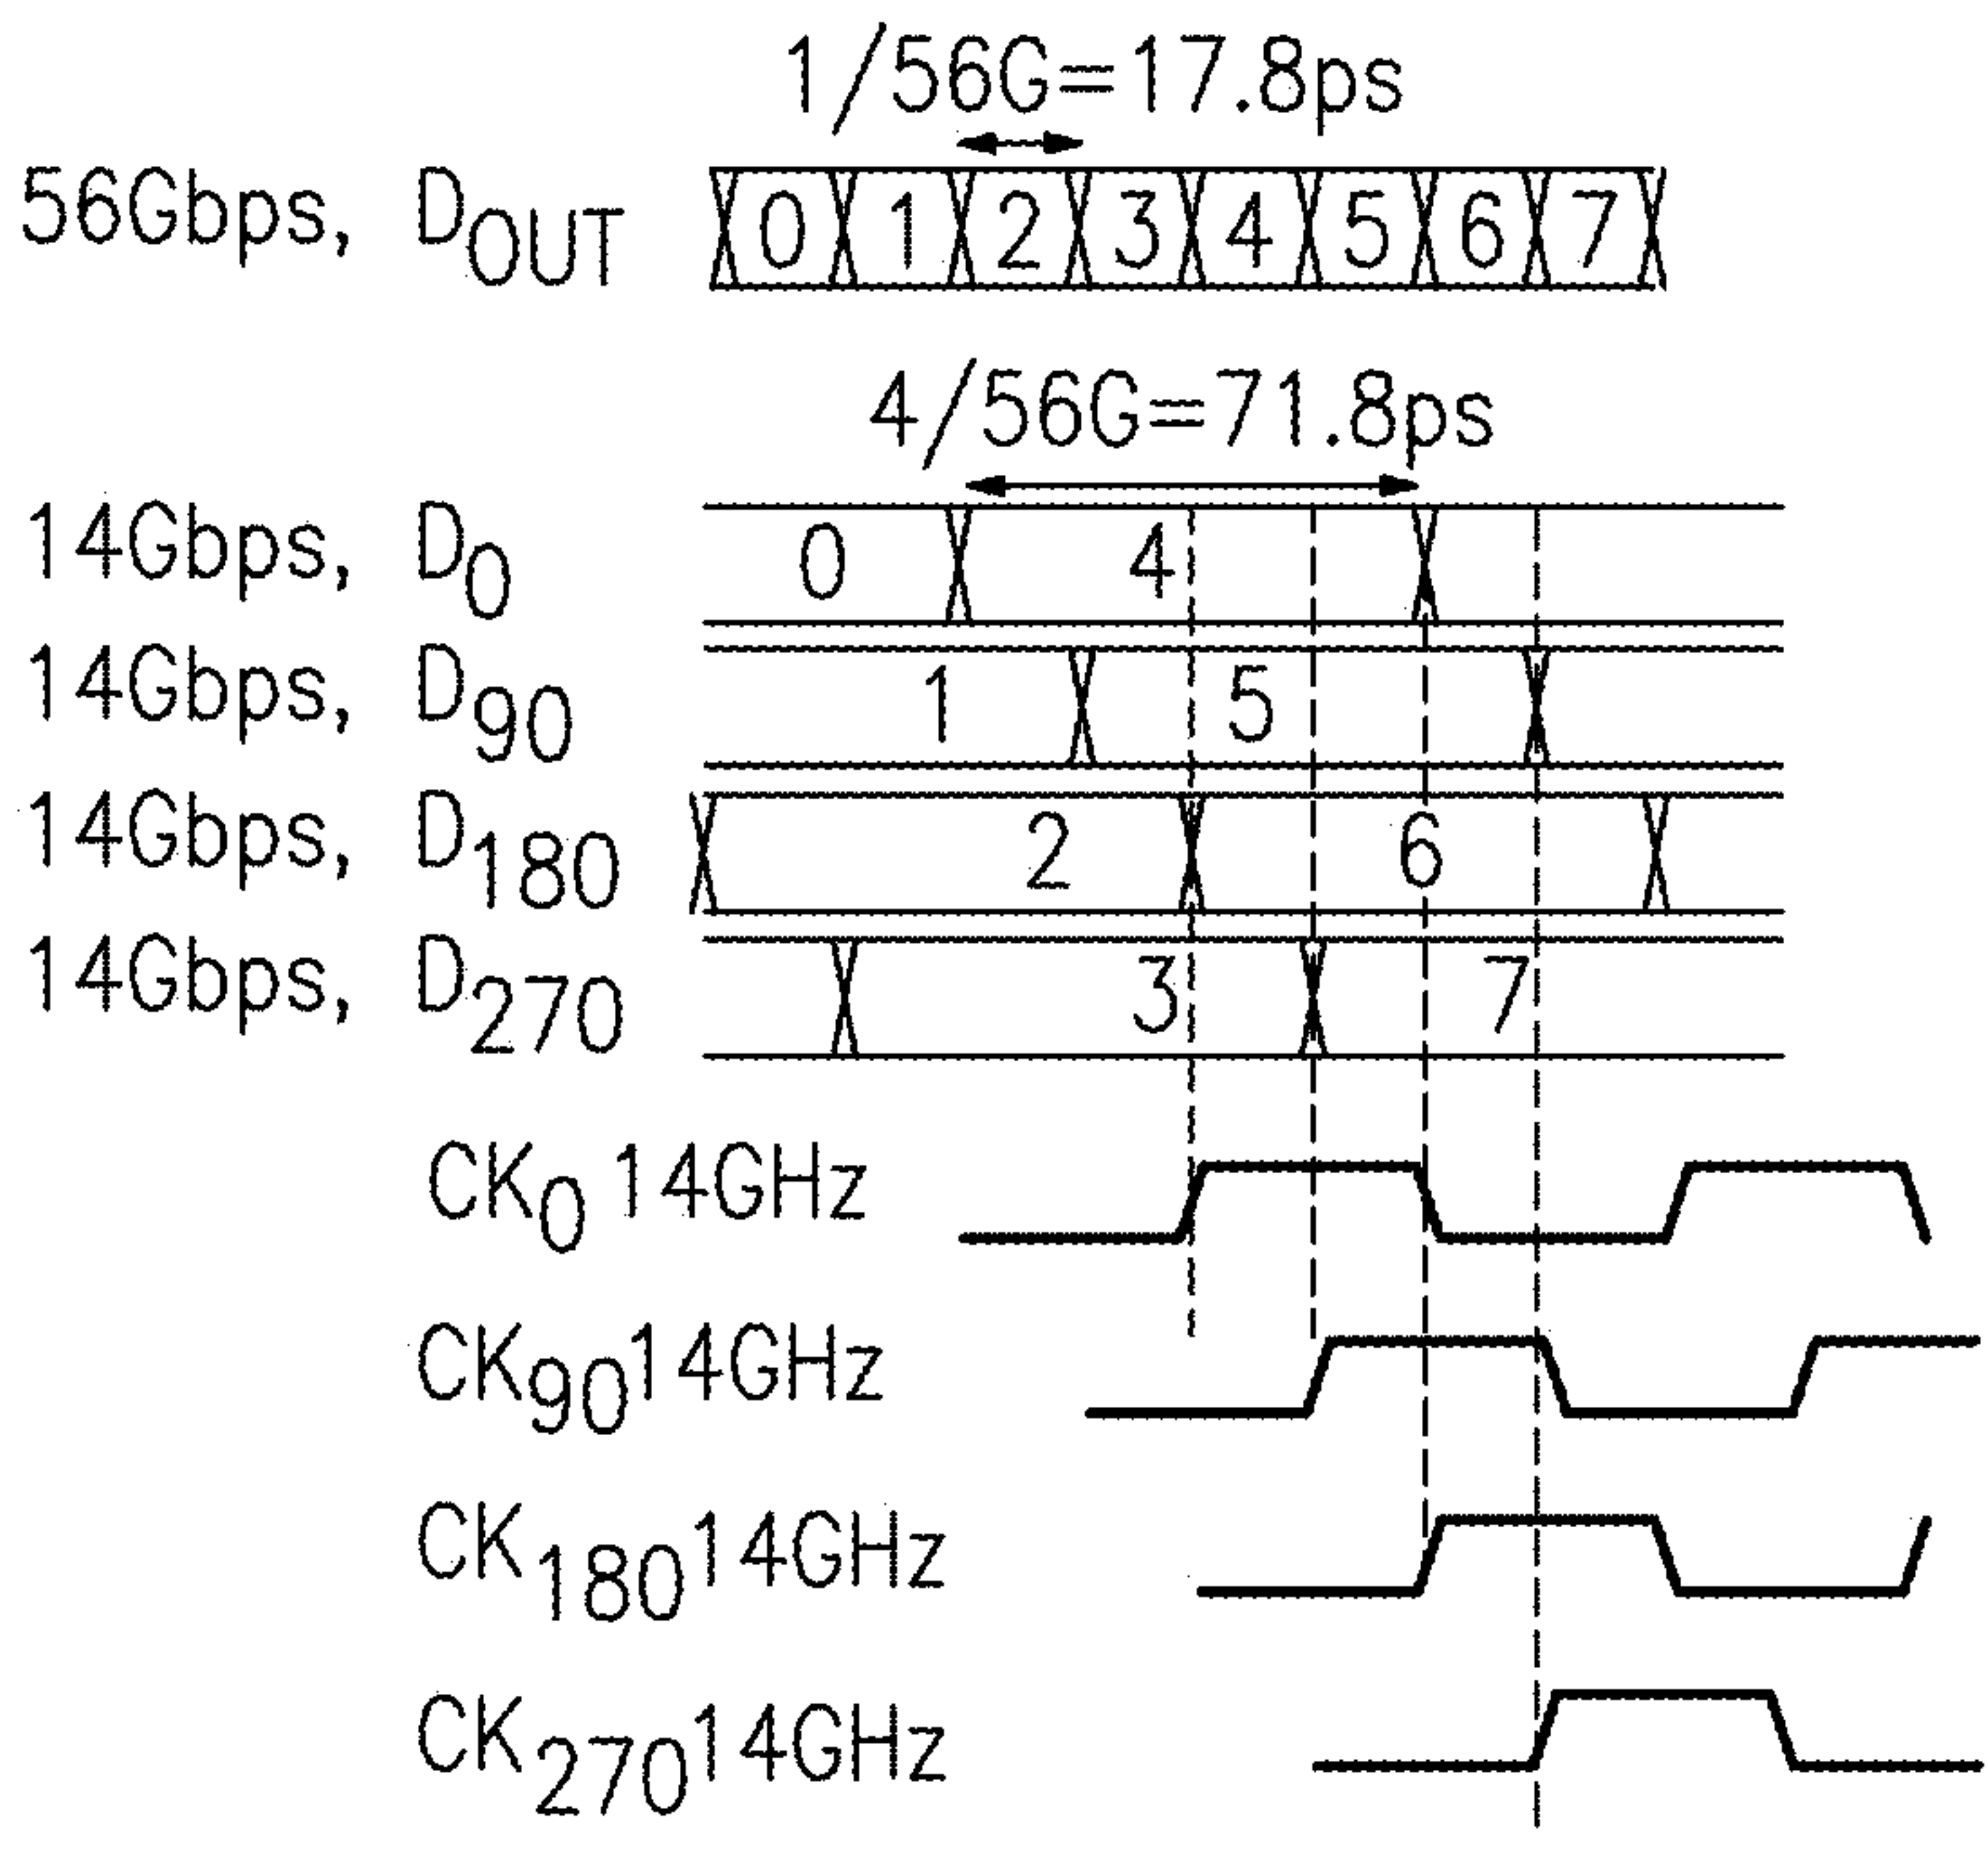 1/56G=17.8ps
56Gbps, DOUT 0 1 2 3 4 5 6 7
4/56G=71.8ps
14Gbps, D0 0 4
14Gbps, D90 1 5
14Gbps, D180 2 6
14Gbps, D270 3 7
CK0 14GHz
CK90 14GHz
CK180 14GHz
CK270 14GHz